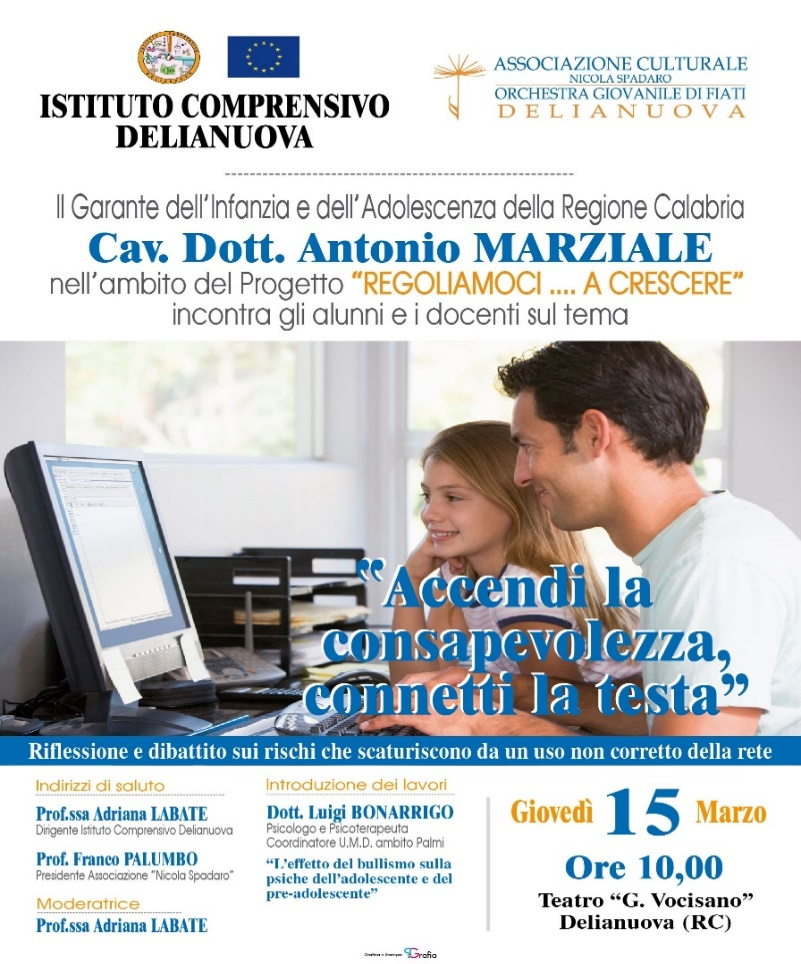 ISTITUTO COMPRENSIVO
DELIANUOVA
ASSOCIAZIONE CULTURALE
NICOLA SPADARO
ORCHESTRA GIOVANILE DI FIATI
DELIANUOVA
Il Garante dell'Infanzia e dell'Adolescenza della Regione Calabria
Cav. Dott. Antonio MARZIALE
nell'ambito del Progetto "REGOLIAMOCI .... A CRESCERE"
incontra gli alunni e i docenti sul tema
"Accendi la
consapevolezza,
connetti la testa"
Riflessione e dibattito sui rischi che scaturiscono da un uso non corretto della rete
Indirizzi di saluto
Prof.ssa Adriana LABATE
Dirigente Istituto Comprensivo Delianuova
Prof. Franco PALUMBO
Presidente Associazione "Nicola Spadaro"
Moderatrice
Prof.ssa Adriana LABATE
Introduzione dei lavori
Dott. Luigi BONARRIGO
Psicologo e Psicoterapeuta
Coordinatore U.M.D. ambito Palmi
"L'effetto del bullismo sulla
psiche dell'adolescente e del
pre-adolescente"
Giovedì 15 Marzo
Ore 10,00
Teatro "G. Vocisano"
Delianuova (RC)